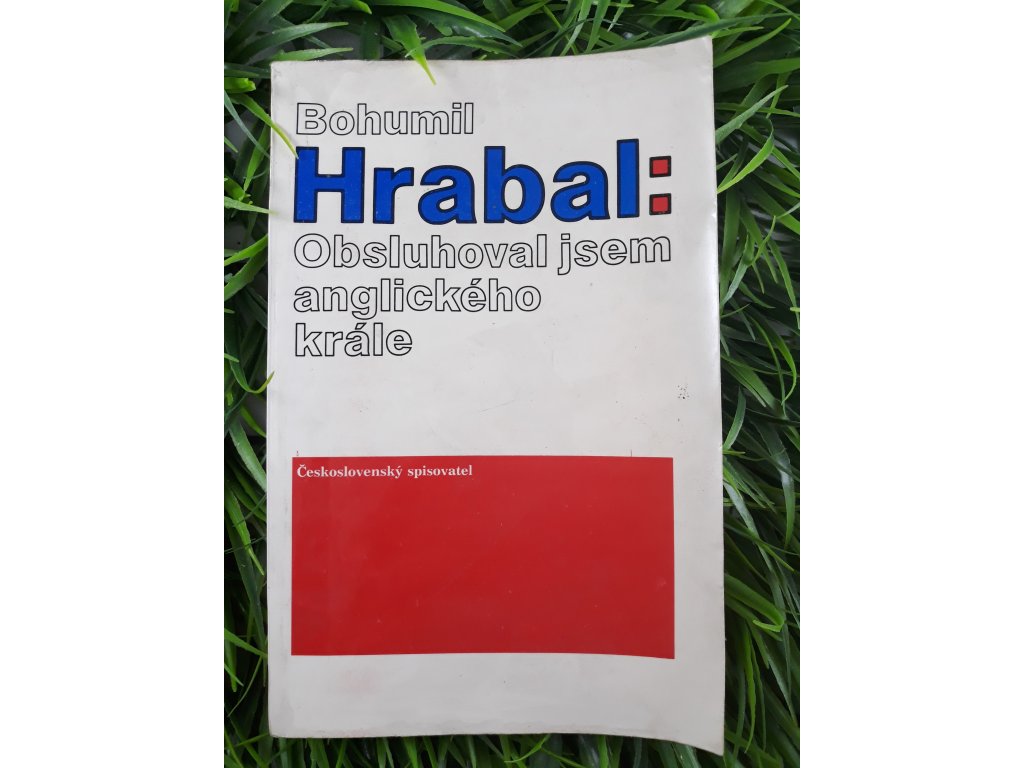 Bohumil
Hrabal:
Obsluhoval jsem
anglického
krále
Československý spisovatel